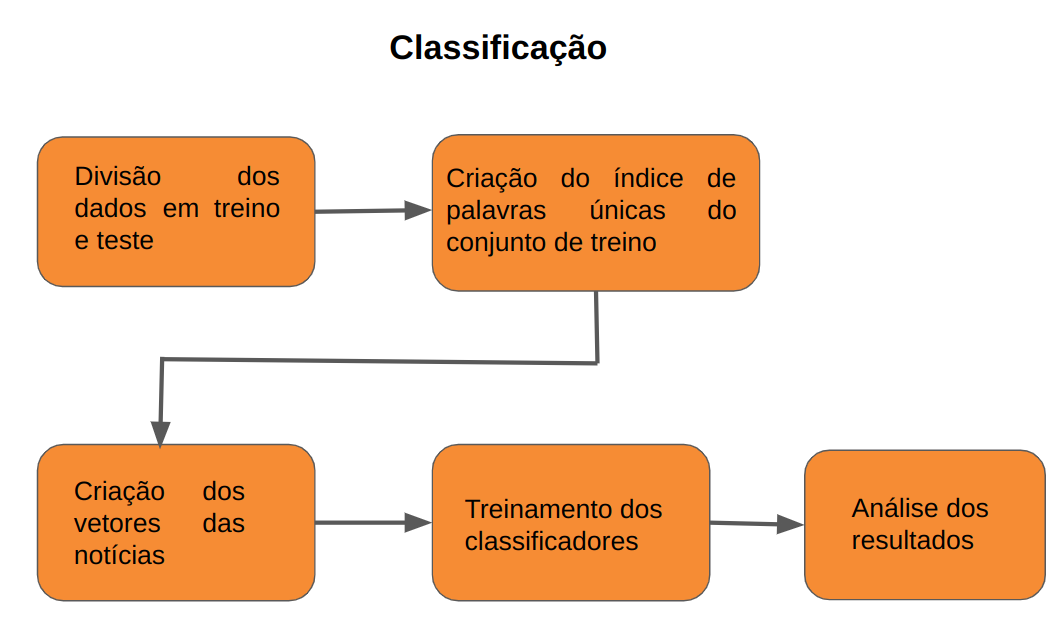 Classificação
Divisão dos
dados em treino
e teste
Criação do índice de
palavras únicas do
conjunto de treino
Criação dos
vetores das
notícias
Treinamento dos
classificadores
Análise dos
resultados